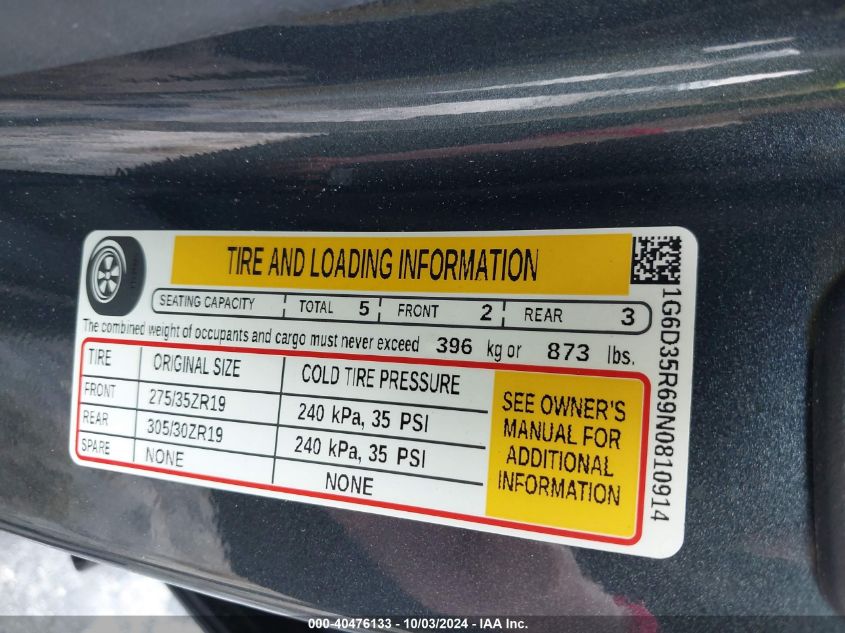 TIRE AND LOADING INFORMATION
SEATING CAPACITY TOTAL 5 FRONT 2 REAR 3
The combined weight of occupants and cargo must never exceed 396 kg or 873 lbs.
TIRE ORIGINAL SIZE COLD TIRE PRESSURE
FRONT 275/35ZR19 240 kPa, 35 PSI
REAR 305/30ZR19 240 kPa, 35 PSI
SPARE NONE NONE
SEE OWNER'S
MANUAL FOR
ADDITIONAL
INFORMATION
1G6D35R69N0810914
000-40476133 - 10/03/2024 - IAA Inc.